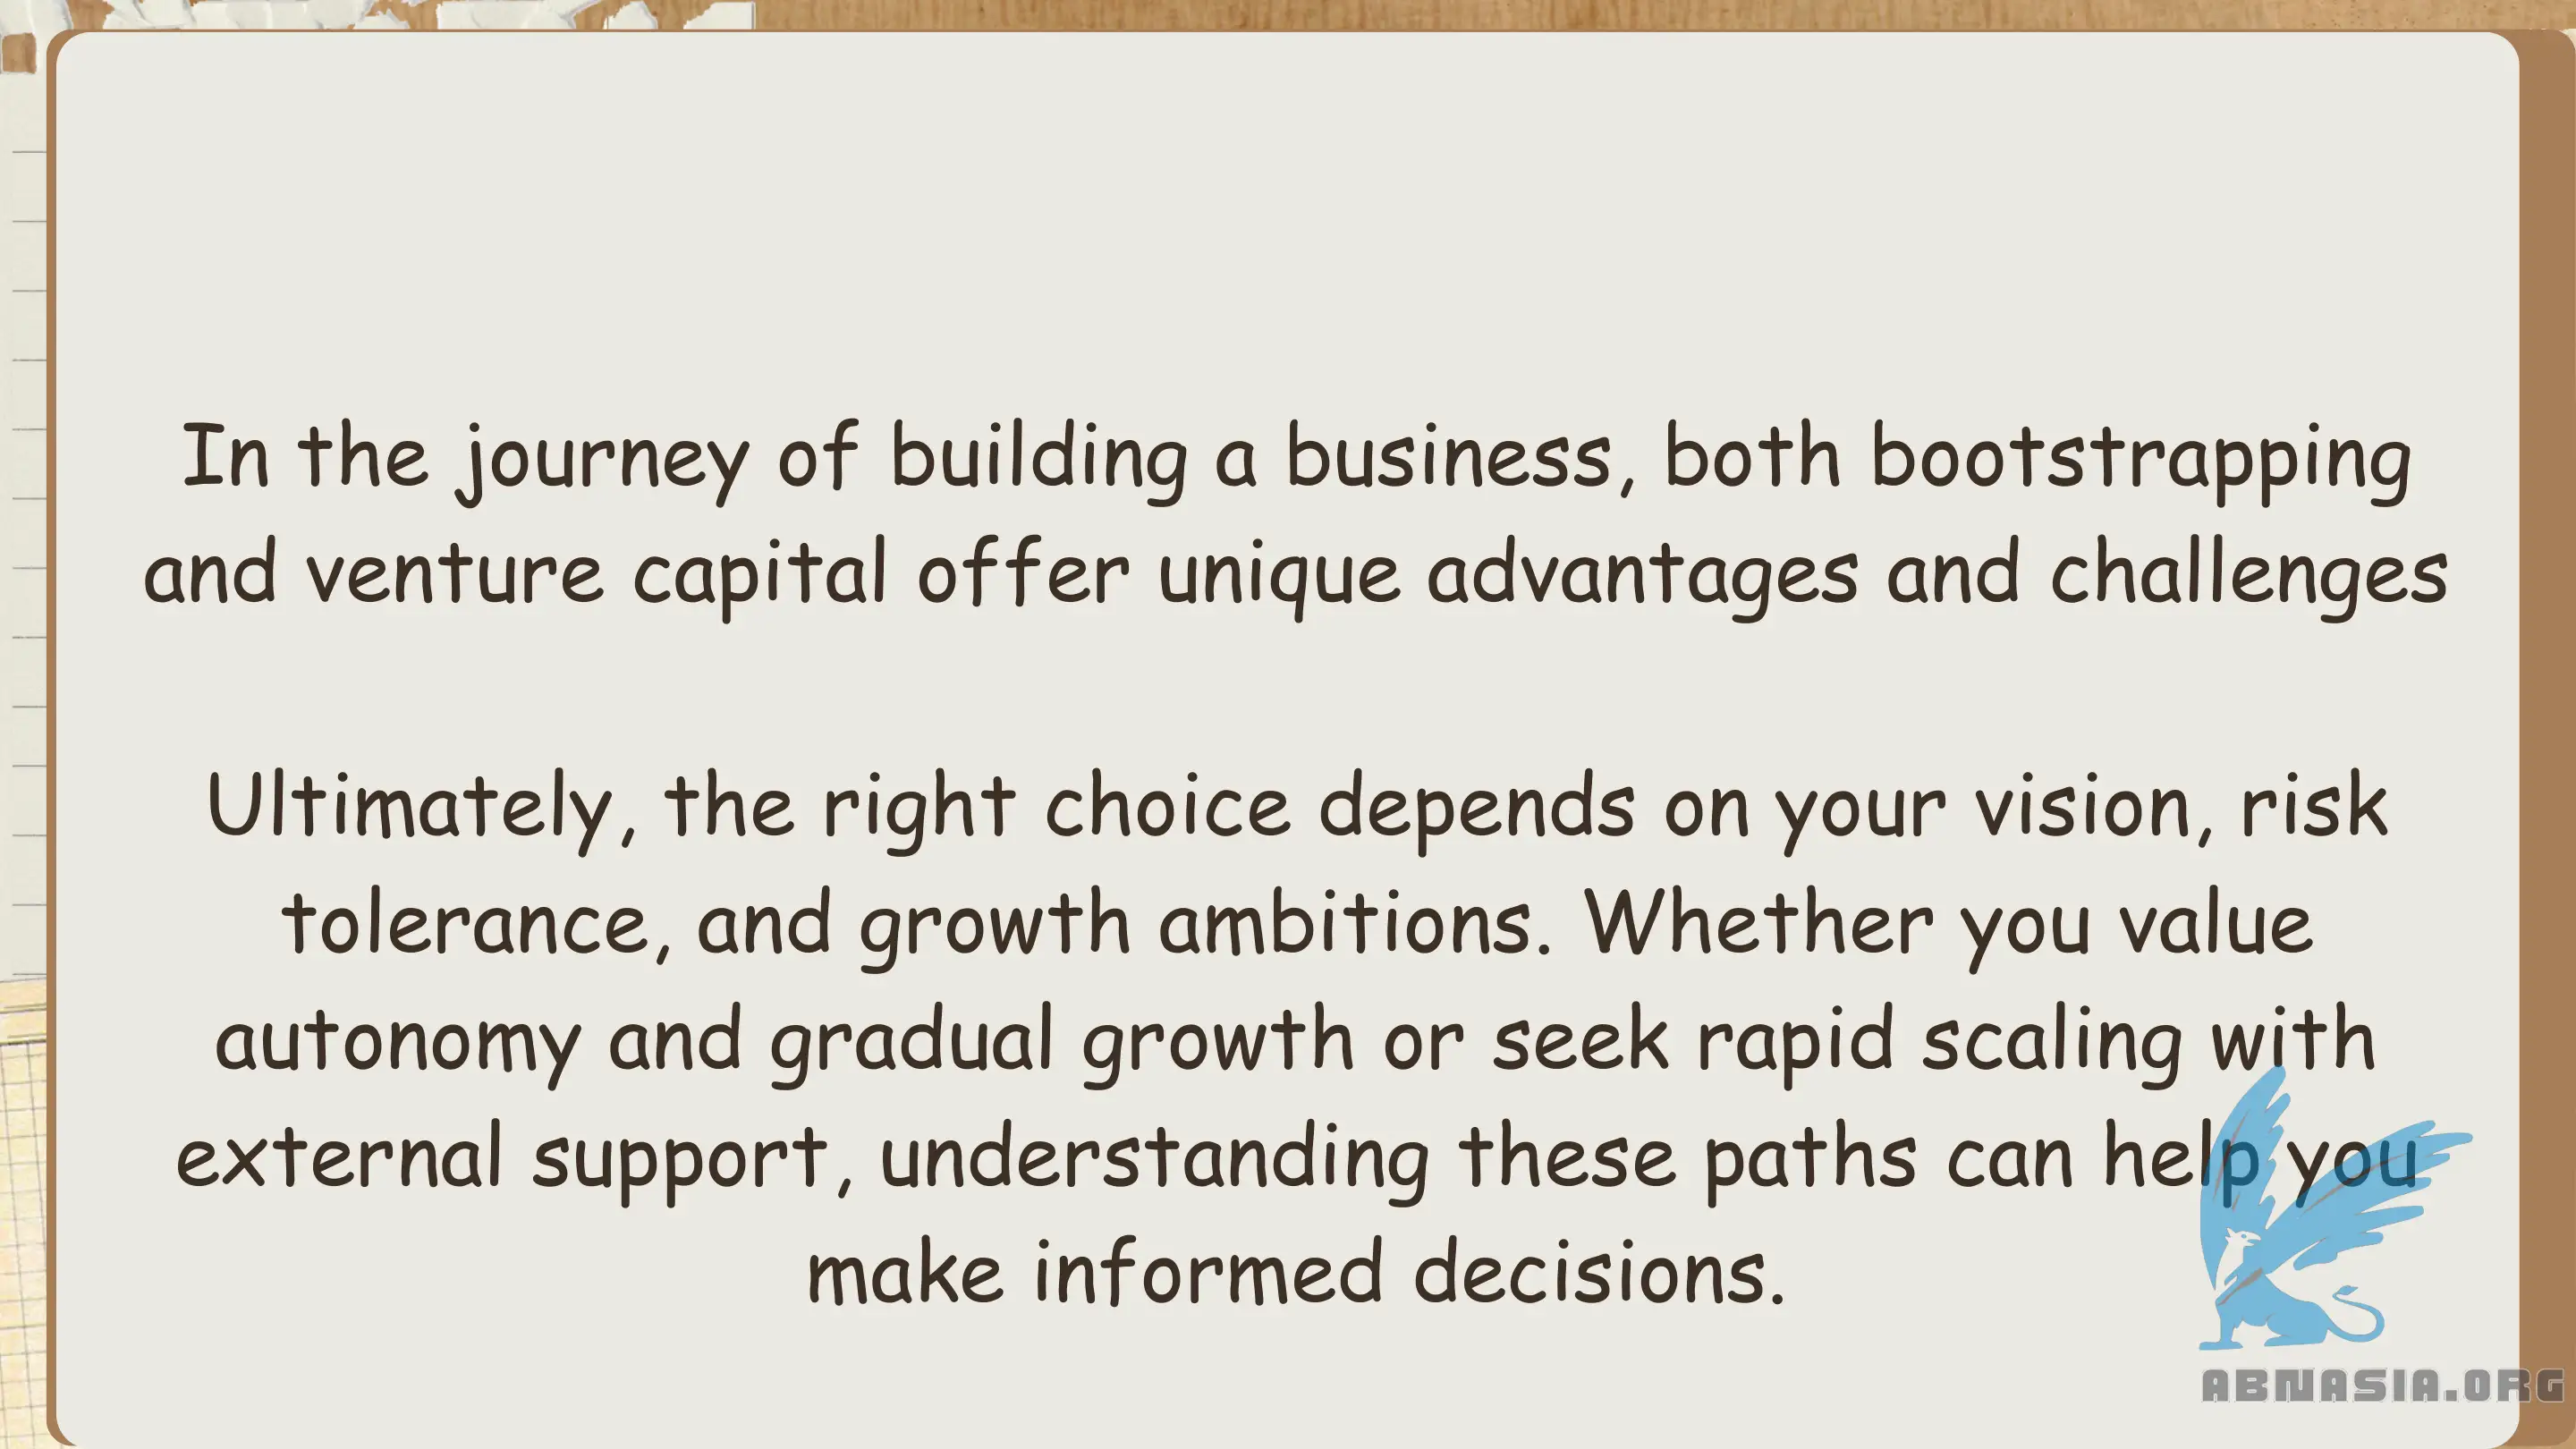 In the journey of building a business, both bootstrapping
and venture capital offer unique advantages and challenges
Ultimately, the right choice depends on your vision, risk
tolerance, and growth ambitions. Whether you value
autonomy and gradual growth or seek rapid scaling with
external support, understanding these paths can help you
make informed decisions.
ABNASIA.ORG